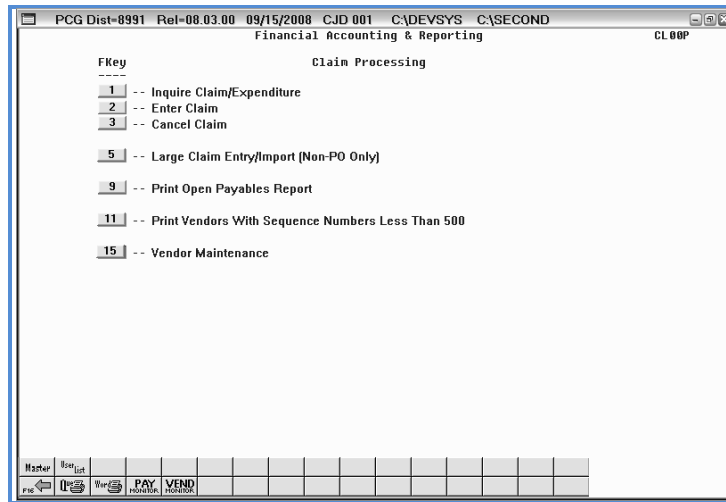 PCG Dist=8991 Rel=08.03.00 09/15/2008 CJD 001 C:\DEVSYS C:\SECOND
Financial Accounting & Reporting CL00P
FKey Claim Processing
----
1 -- Inquire Claim/Expenditure
2 -- Enter Claim
3 -- Cancel Claim
5 -- Large Claim Entry/Import (Non-PO Only)
9 -- Print Open Payables Report
11 -- Print Vendors With Sequence Numbers Less Than 500
15 -- Vendor Maintenance
Master User List
F16 Que Word PAY MONITOR VEND MONITOR